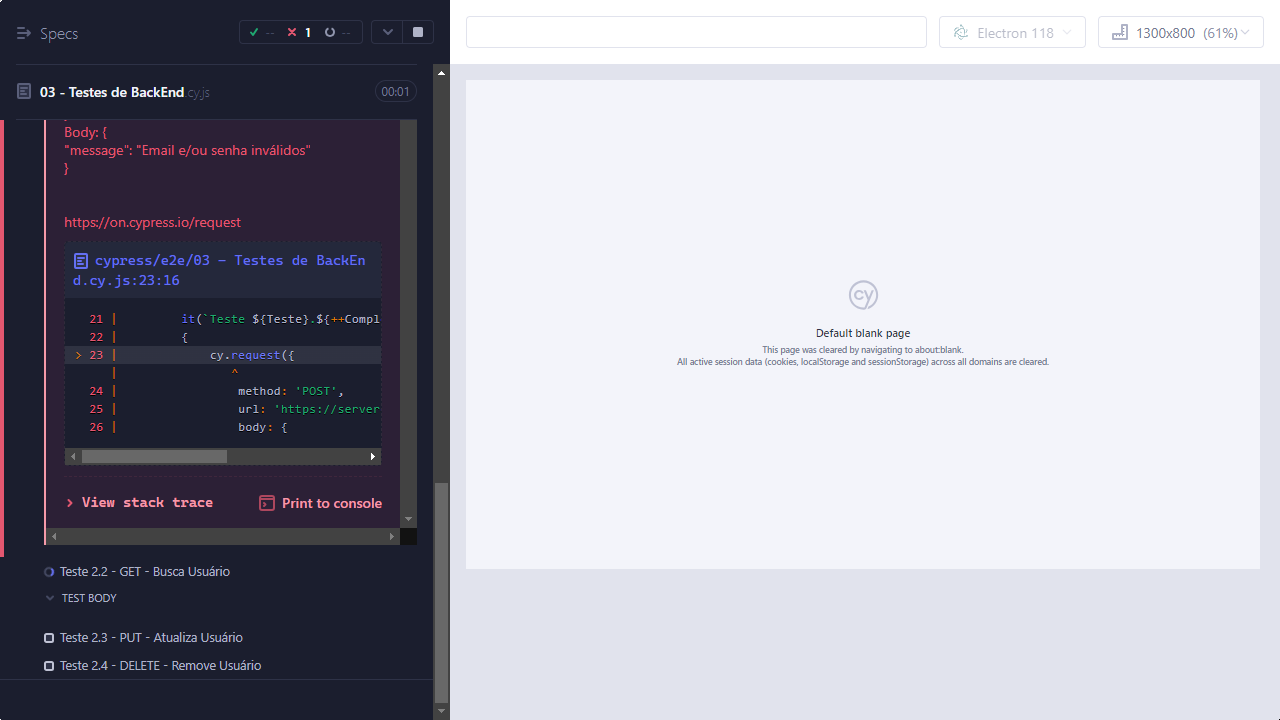 Specs
--
1
--
Electron 118
1300x800 (61%)
03 - Testes de BackEnd.cy.js
00:01
Body: {
"message": "Email e/ou senha inválidos"
}
https://on.cypress.io/request
cypress/e2e/03 - Testes de BackEn
d.cy.js:23:16
21 | it(`Teste ${Teste}.${++Compl
22 | {
> 23 | cy.request({
| ^
24 | method: 'POST',
25 | url: 'https://server
26 | body: {
View stack trace
Print to console
Teste 2.2 - GET - Busca Usuário
TEST BODY
Teste 2.3 - PUT - Atualiza Usuário
Teste 2.4 - DELETE - Remove Usuário
cy
Default blank page
This page was cleared by navigating to about:blank.
All active session data (cookies, localStorage and sessionStorage) across all domains are cleared.